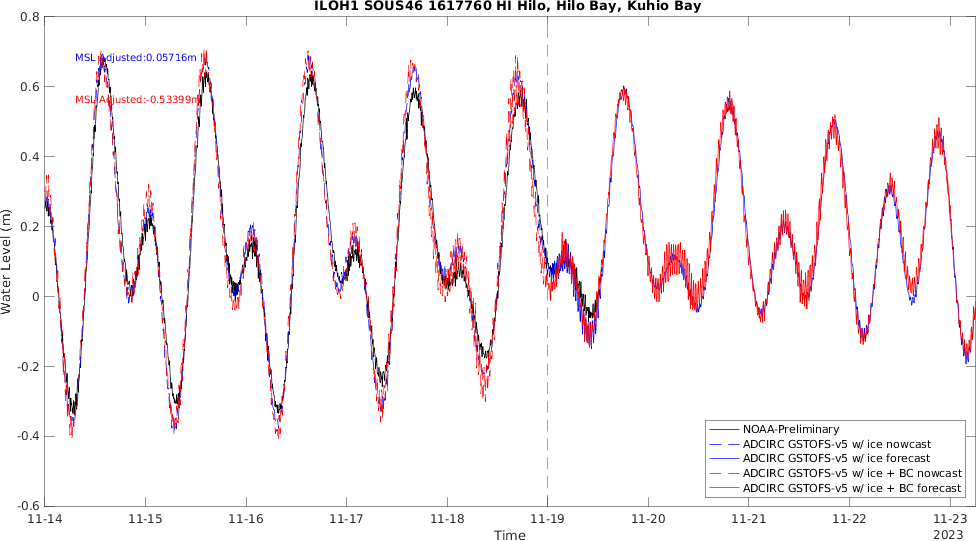 ILOH1 SOUS46 1617760 HI Hilo, Hilo Bay, Kuhio Bay
0.8
MSL Adjusted:0.05716m
0.6
MSL Adjusted:-0.53399m
0.4
0.2
0
-0.2
-0.4
-0.6
Water Level (m)
NOAA-Preliminary
ADCIRC GSTOFS-v5 w/ ice nowcast
ADCIRC GSTOFS-v5 w/ ice forecast
ADCIRC GSTOFS-v5 w/ ice + BC nowcast
ADCIRC GSTOFS-v5 w/ ice + BC forecast
11-14 11-15 11-16 11-17 11-18 11-19 11-20 11-21 11-22 11-23
Time 2023